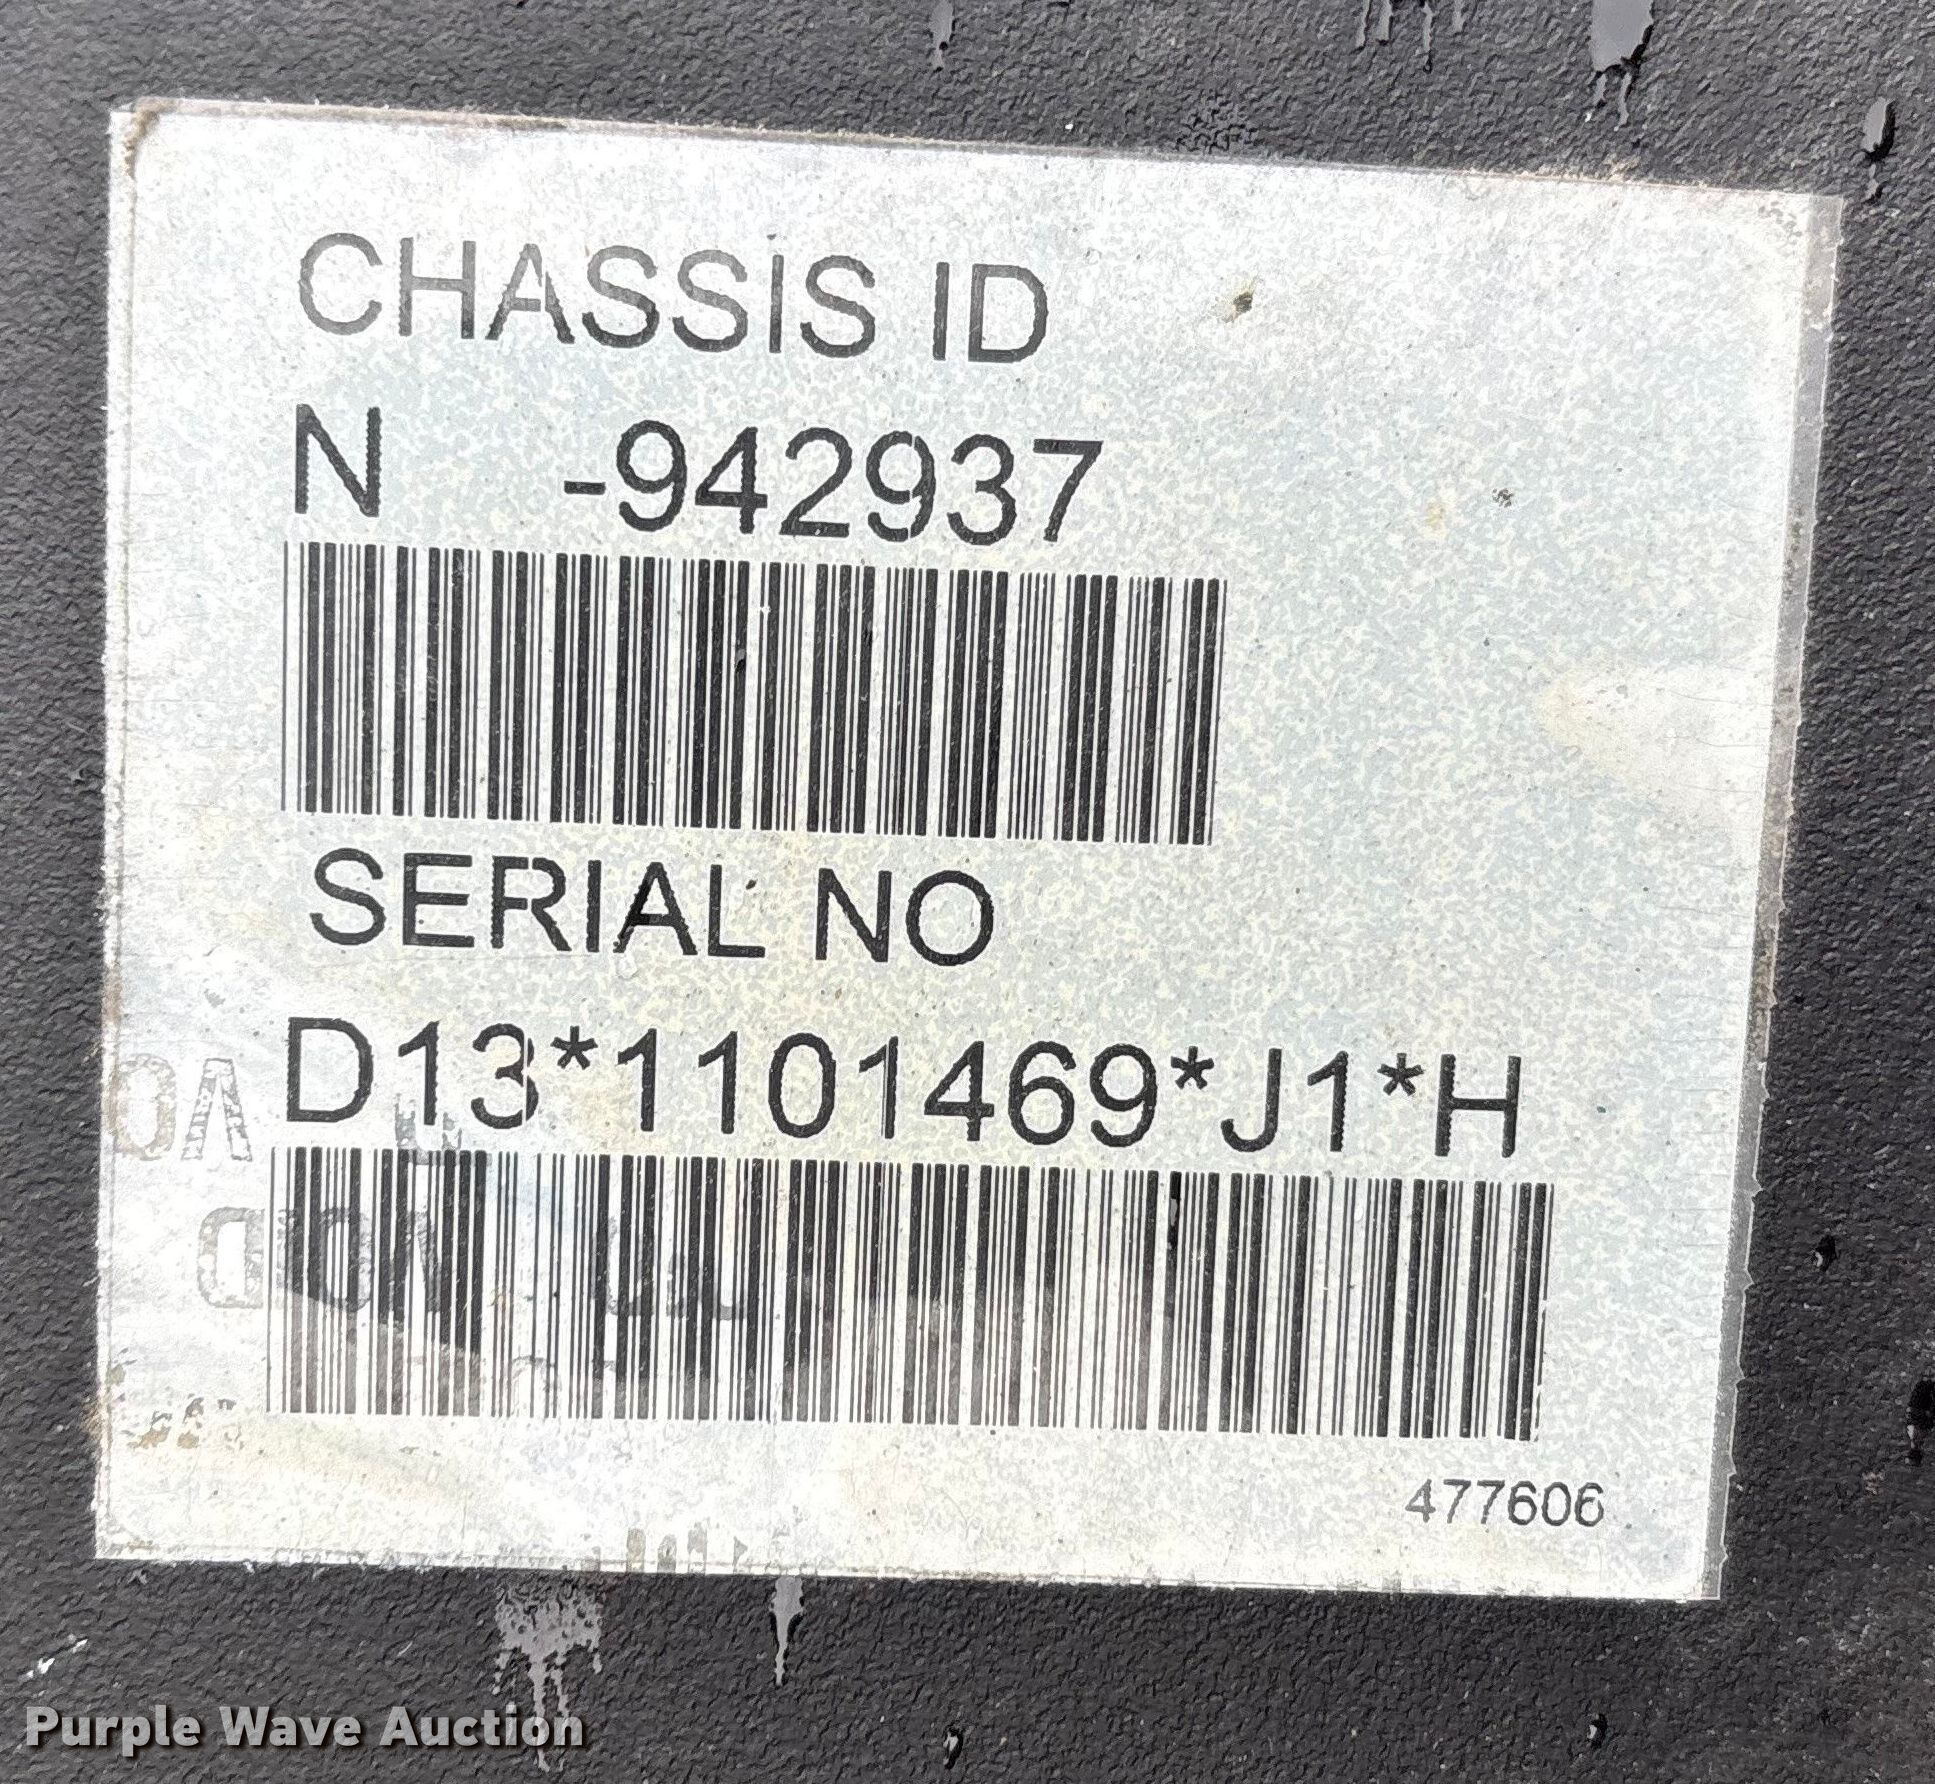 CHASSIS ID
N -942937
SERIAL NO
D13*1101469*J1*H
477606
Purple Wave Auction